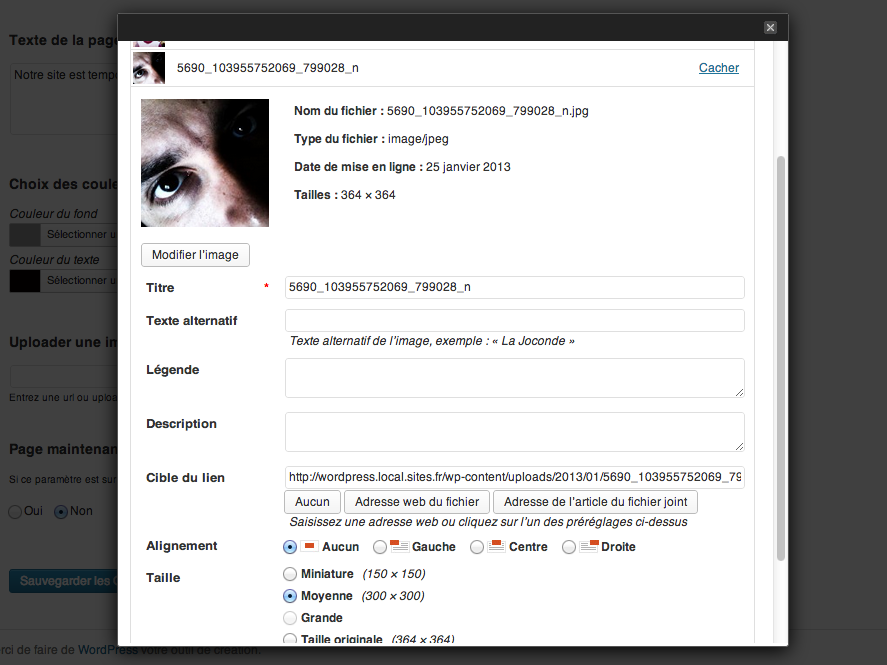 Texte de la page
Notre site est temp
Choix des coule
Couleur du fond
Sélectionner u
Couleur du texte
Sélectionner u
Uploader une im
Entrez une url ou uploa
Page maintenan
Si ce paramètre est sur
Oui Non
Sauvegarder les C
rci de faire de WordPress votre outil de création.
5690_103955752069_799028_n Cacher
Nom du fichier : 5690_103955752069_799028_n.jpg
Type du fichier : image/jpeg
Date de mise en ligne : 25 janvier 2013
Tailles : 364 × 364
Modifier l'image
Titre * 5690_103955752069_799028_n
Texte alternatif
Texte alternatif de l'image, exemple : « La Joconde »
Légende
Description
Cible du lien http://wordpress.local.sites.fr/wp-content/uploads/2013/01/5690_103955752069_79
Aucun Adresse web du fichier Adresse de l'article du fichier joint
Saisissez une adresse web ou cliquez sur l'un des préréglages ci-dessus
Alignement Aucun Gauche Centre Droite
Taille Miniature (150 × 150)
Moyenne (300 × 300)
Grande
Taille originale (364 × 364)